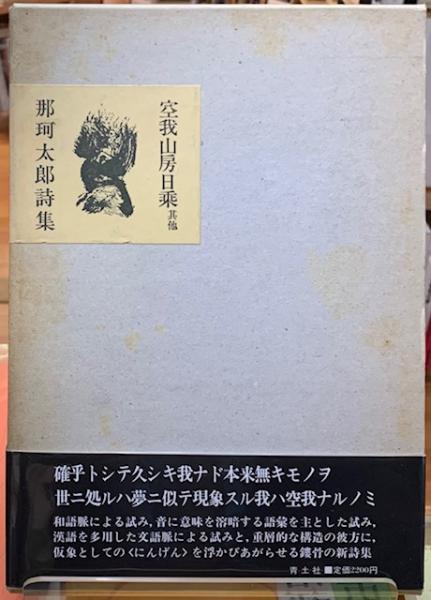 空我山房日乗 其他
那珂太郎詩集
確乎トシテ久シキ我ナド本来無キモノヲ
世ニ処ルハ夢ニ似テ現象スル我ハ空我ナルノミ
和語脈による試み，音に意味を溶暗する語彙を主とした試み，
漢語を多用した文語脈による試みと，重層的な構造の彼方に，
仮象としての〈にんげん〉を浮かびあがらせる鏤骨の新詩集
青土社■定価2200円